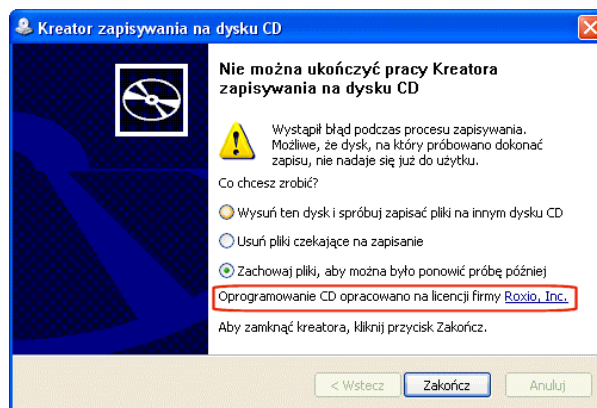 Kreator zapisywania na dysku CD
Nie można ukończyć pracy Kreatora
zapisywania na dysku CD
Wystąpił błąd podczas procesu zapisywania.
Możliwe, że dysk, na który próbowano dokonać
zapisu, nie nadaje się już do użytku.
Co chcesz zrobić?
Wysuń ten dysk i spróbuj zapisać pliki na innym dysku CD
Usuń pliki czekające na zapisanie
Zachowaj pliki, aby można było ponowić próbę później
Oprogramowanie CD opracowano na licencji firmy Roxio, Inc.
Aby zamknąć kreatora, kliknij przycisk Zakończ.
< Wstecz Zakończ Anuluj